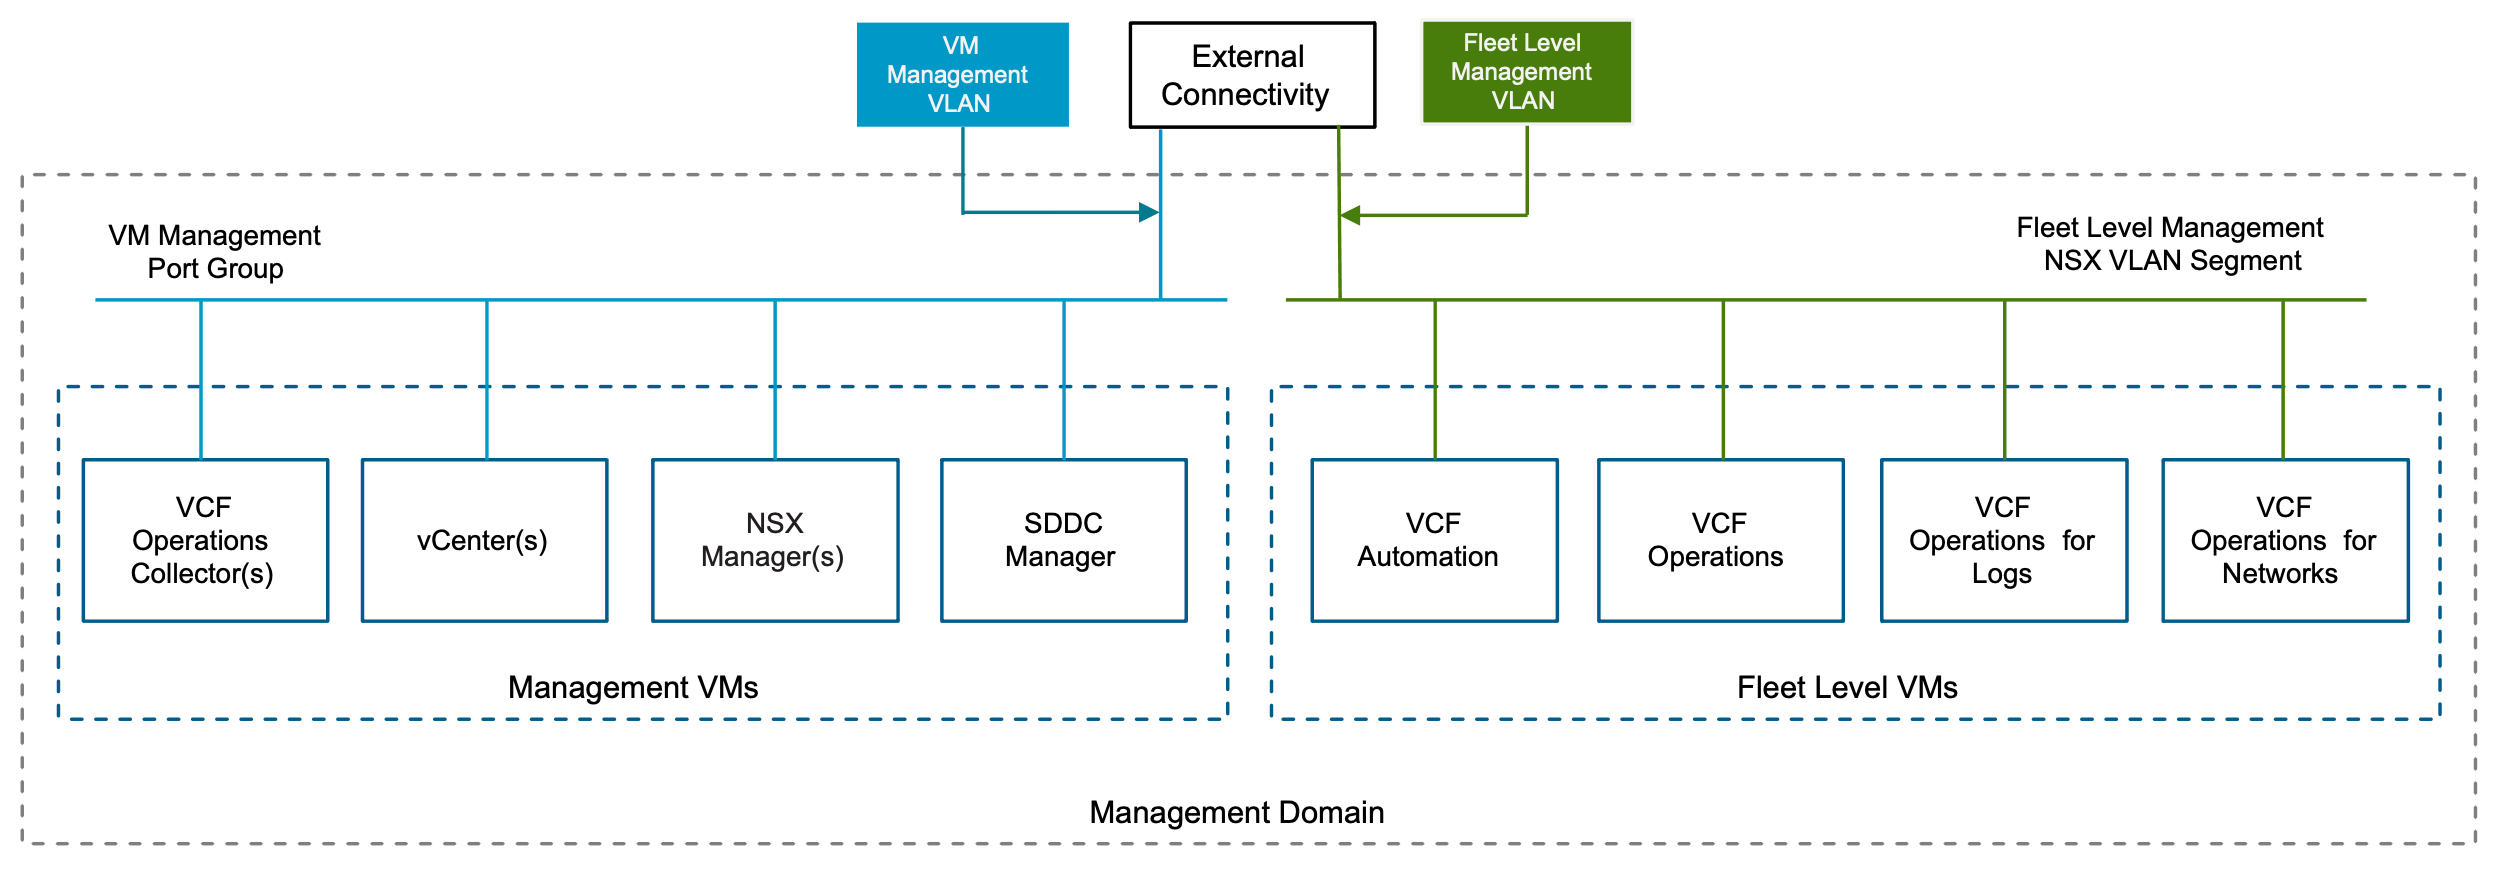 VM
Management
VLAN
External
Connectivity
Fleet Level
Management
VLAN
VM Management
Port Group
Fleet Level Management
NSX VLAN Segment
VCF
Operations
Collector(s)
vCenter(s)
NSX
Manager(s)
SDDC
Manager
VCF
Automation
VCF
Operations
VCF
Operations for
Logs
VCF
Operations for
Networks
Management VMs
Fleet Level VMs
Management Domain